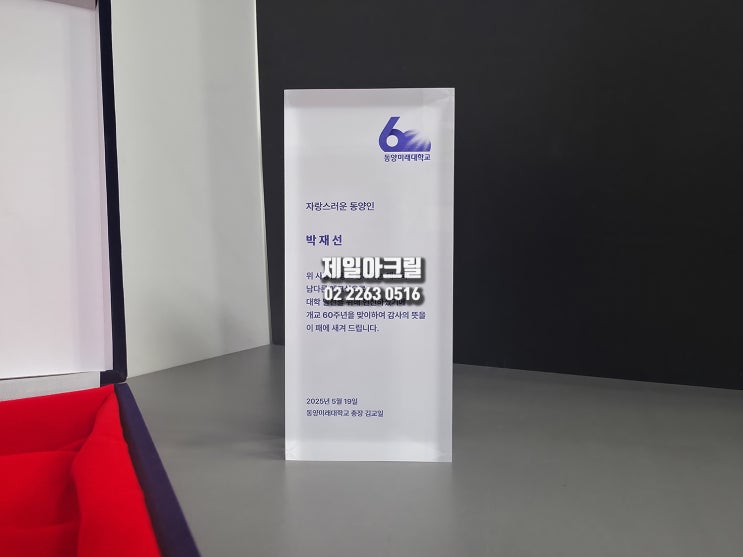 60
동양미래대학교
자랑스러운 동양인
박재선
제일아크릴
02 2263 0516
위
대학
개교 60주년을 맞이하여 감사의 뜻을
이 패에 새겨 드립니다.
2025년 5월 19일
동양미래대학교 총장 김교일